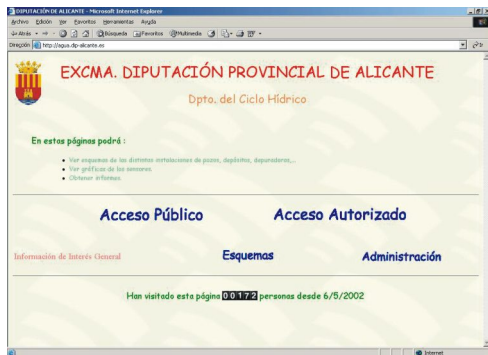 DIPUTACIÓN DE ALICANTE - Microsoft Internet Explorer
Archivo Edición Ver Favoritos Herramientas Ayuda
Atrás Búsqueda Favoritos Multimedia
Dirección http://agua.dip-alicante.es Ir
EXCMA. DIPUTACIÓN PROVINCIAL DE ALICANTE
Dpto. del Ciclo Hídrico
En estas páginas podrá :
Ver esquemas de las distintas instalaciones de pozos, depósitos, depuradoras,...
Ver gráficas de los sensores
Obtener informes
Acceso Público Acceso Autorizado
Información de Interés General Esquemas Administración
Han visitado esta página 00172 personas desde 6/5/2002
Internet